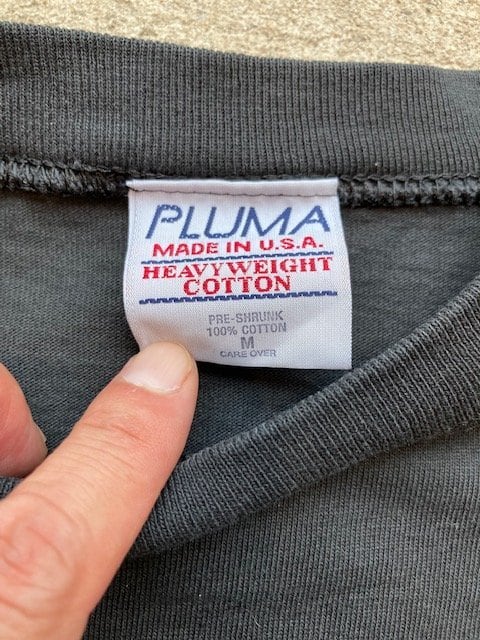 PLUMA
MADE IN U.S.A.
HEAVYWEIGHT
COTTON
PRE-SHRUNK
100% COTTON
M
CARE OVER